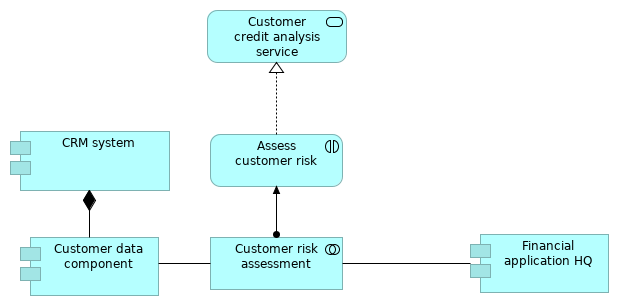 Customer
credit analysis
service
CRM system
Assess
customer risk
Customer data
component
Customer risk
assessment
Financial
application HQ